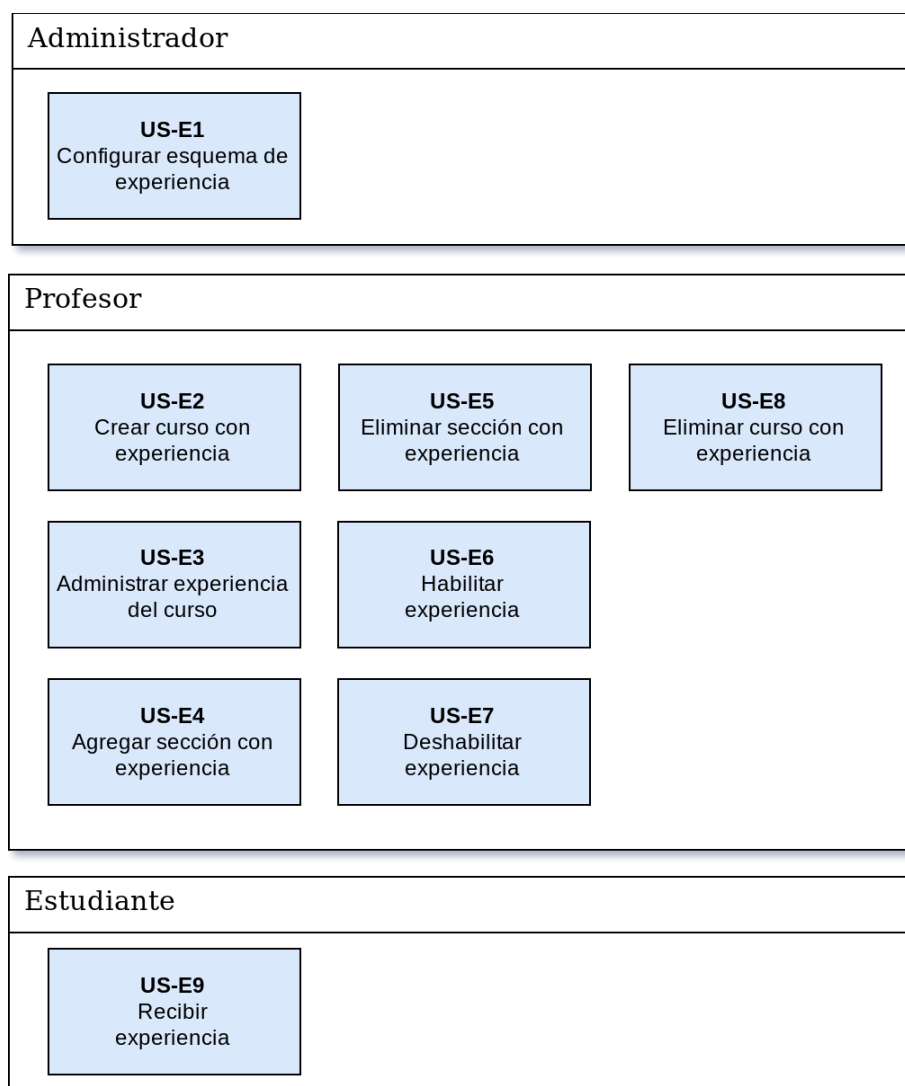 Administrador
US-E1
Configurar esquema de
experiencia
Profesor
US-E2
Crear curso con
experiencia
US-E5
Eliminar sección con
experiencia
US-E8
Eliminar curso con
experiencia
US-E3
Administrar experiencia
del curso
US-E6
Habilitar
experiencia
US-E4
Agregar sección con
experiencia
US-E7
Deshabilitar
experiencia
Estudiante
US-E9
Recibir
experiencia